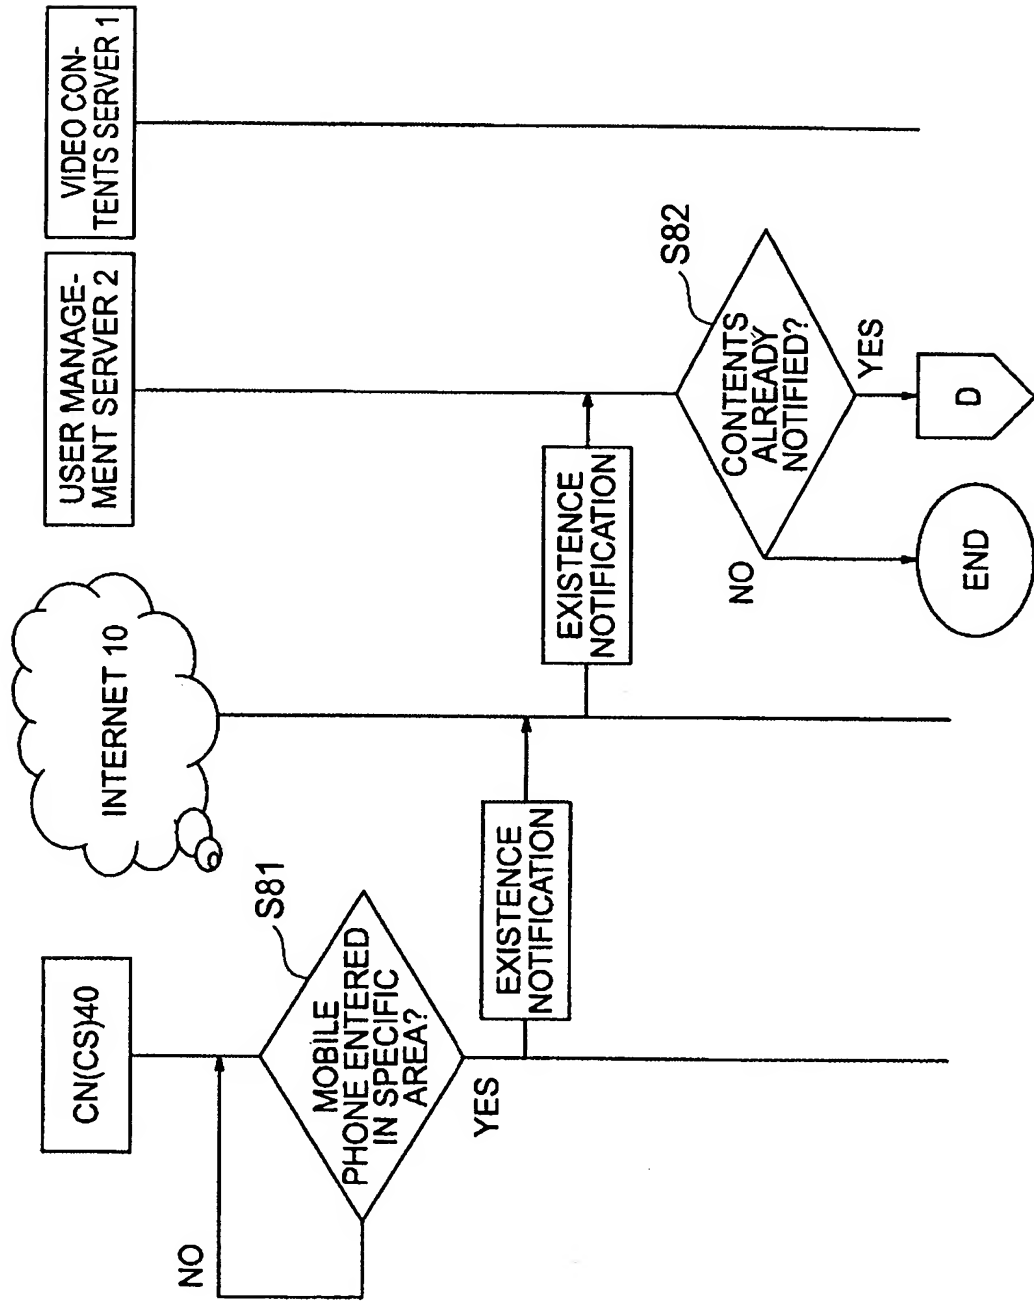 CN(CS)40
INTERNET 10
USER MANAGE-
MENT SERVER 2
VIDEO CON-
TENTS SERVER 1
NO
MOBILE
PHONE ENTERED
IN SPECIFIC
AREA?
S81
YES
EXISTENCE
NOTIFICATION
EXISTENCE
NOTIFICATION
CONTENTS
ALREADY
NOTIFIED?
S82
NO
YES
END
D